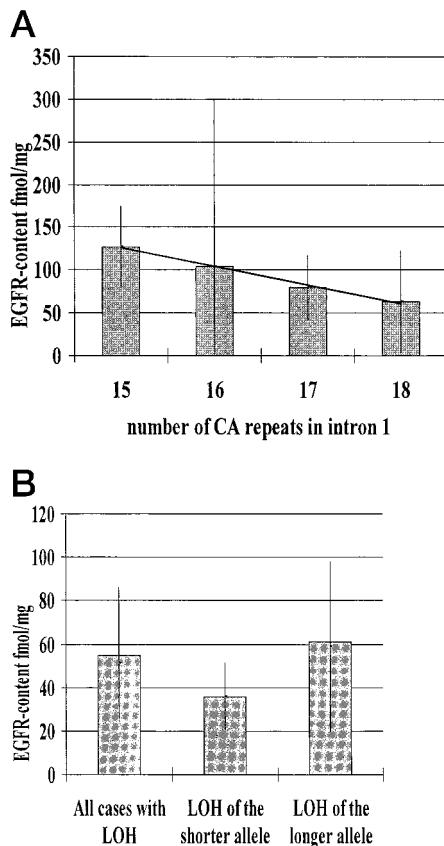 A
350
300
250
200
150
100
50
0
EGFR-content fmol/mg
15 16 17 18
number of CA repeats in intron 1
B
120
100
80
60
40
20
0
EGFR-content fmol/mg
All cases with LOH of the LOH of the
LOH shorter allele longer allele